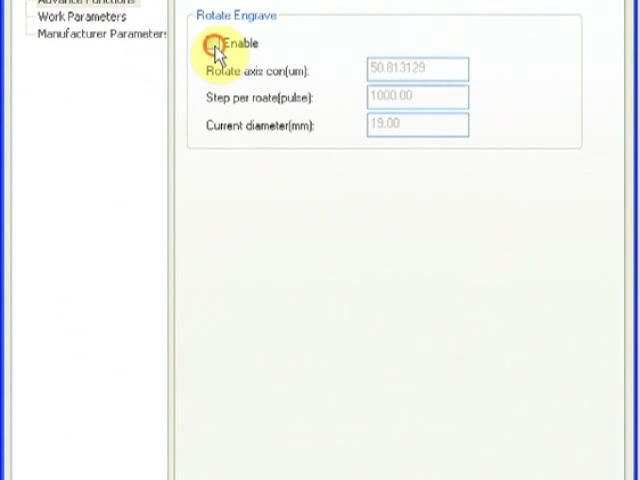 Advance Functions
Work Parameters
Manufacturer Parameters
Rotate Engrave
Enable
Rotate axis con(um):
50.813129
Step per roate(pulse):
1000.00
Current diameter(mm):
19.00